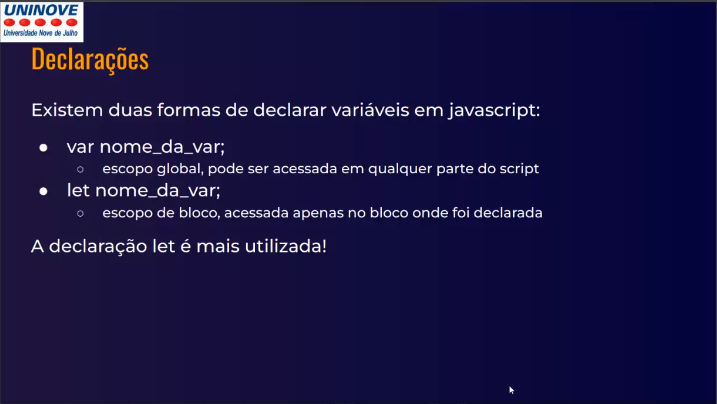 UNINOVE
Universidade Nove de Julho
Declarações
Existem duas formas de declarar variáveis em javascript:
● var nome_da_var;
○ escopo global, pode ser acessada em qualquer parte do script
● let nome_da_var;
○ escopo de bloco, acessada apenas no bloco onde foi declarada
A declaração let é mais utilizada!